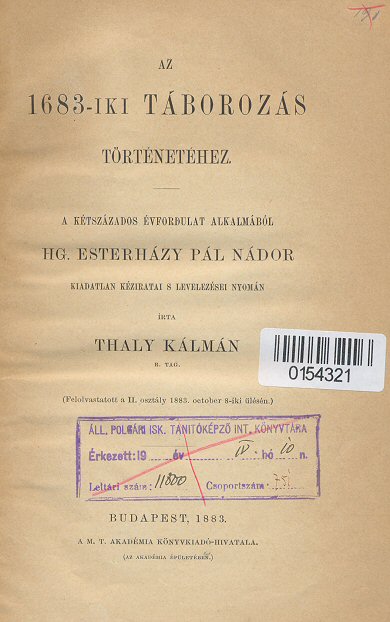 AZ
1683-IKI TÁBOROZÁS
TÖRTÉNETÉHEZ.
A KÉTSZÁZADOS ÉVFORDULAT ALKALMÁBÓL
HG. ESTERHÁZY PÁL NÁDOR
KIADATLAN KÉZIRATAI S LEVELEZÉSEI NYOMÁN
IRTA
THALY KÁLMÁN
R. TAG.
(Felolvastatott a II. osztály 1883. october 8-iki ülésén.)
0154321
ÁLL. POLGÁRI ISK. TANITÓKÉPZŐ INT. KÖNYVTÁRA
Érkezett: 19 év IV. hó 10 n.
Leltári szám: 11800 Csoportszám:
BUDAPEST, 1883.
A M. T. AKADÉMIA KÖNYVKIADÓ-HIVATALA.
(AZ AKADÉMIA ÉPÜLETÉBEN.)